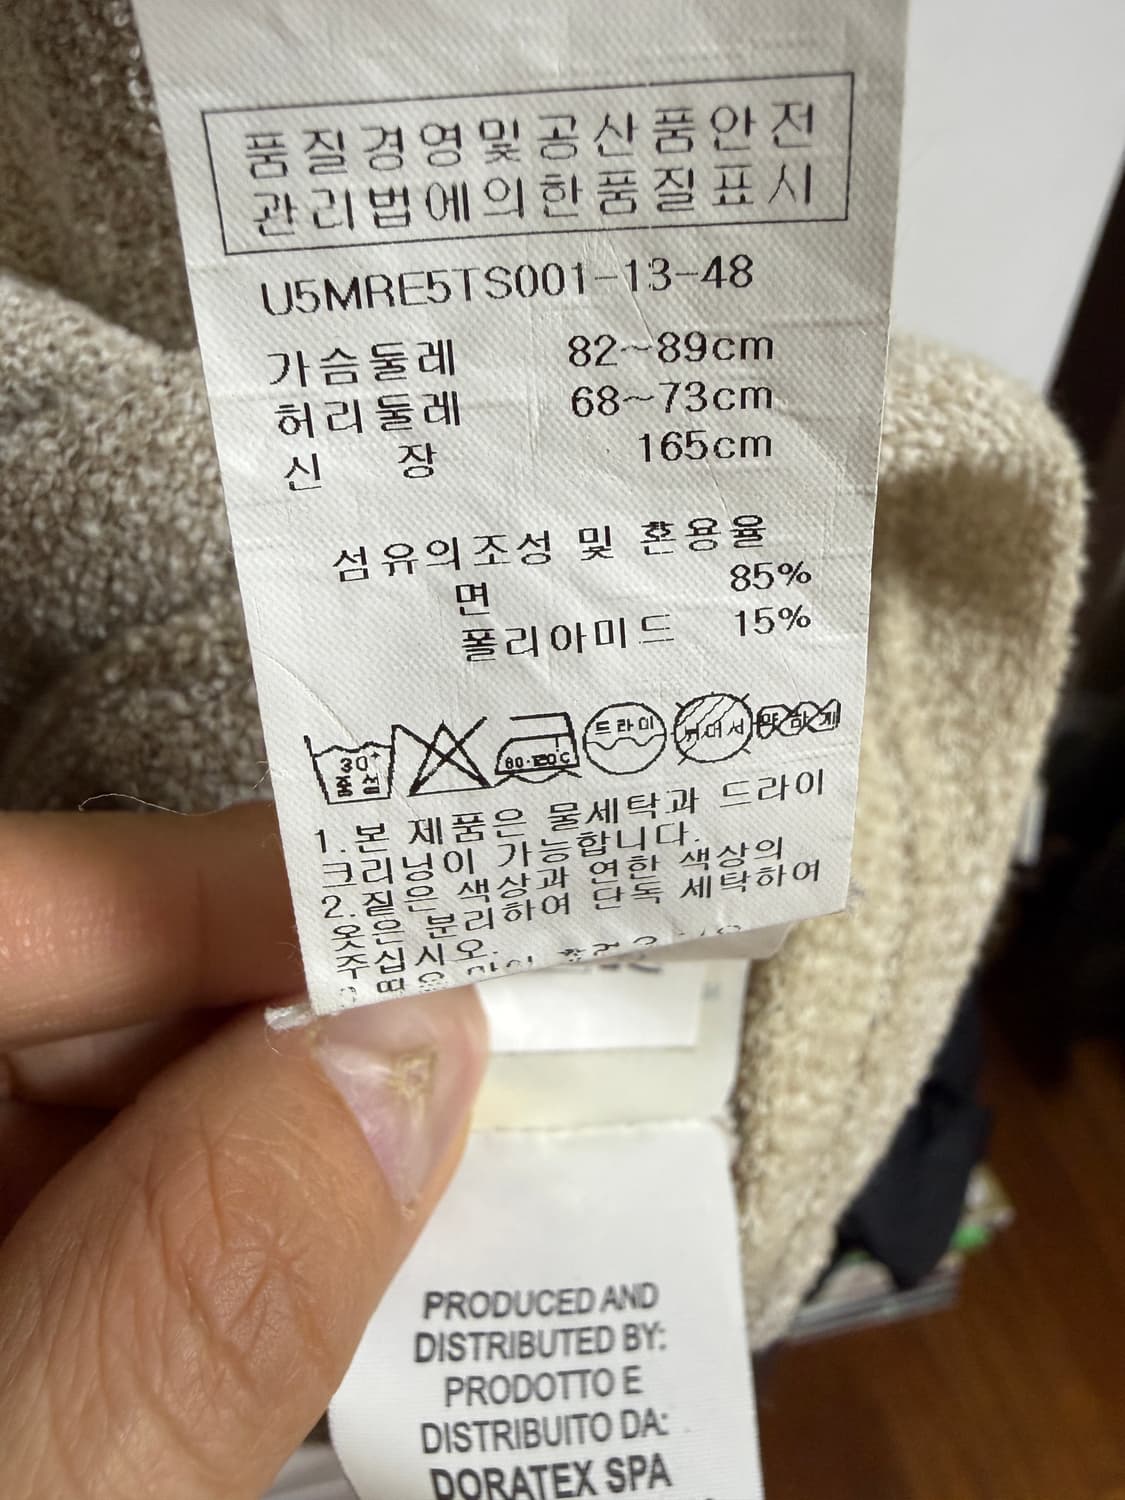 품질경영및공산품안전
관리법에의한품질표시
U5MRE5TS001-13-48
가슴둘레 82~89cm
허리둘레 68~73cm
신 장 165cm
섬유의조성 및 혼용율
면 85%
폴리아미드 15%
30°
중성
80-120℃
드라이
뉘어서
약하게
1.본 제품은 물세탁과 드라이
크리닝이 가능합니다.
2.짙은 색상과 연한 색상의
옷은 분리하여 단독 세탁하여
주십시오.
PRODUCED AND
DISTRIBUTED BY:
PRODOTTO E
DISTRIBUITO DA:
DORATEX SPA